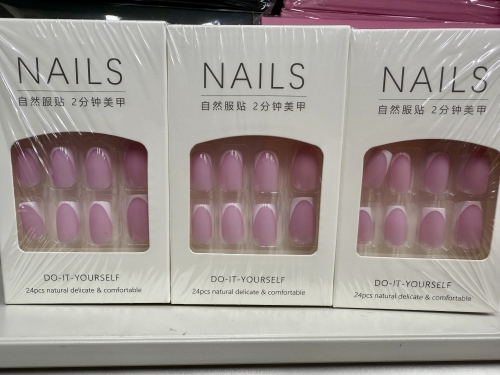 NAILS
自然服贴 2分钟美甲
DO-IT-YOURSELF
24pcs natural delicate & comfortable
NAILS
自然服贴 2分钟美甲
DO-IT-YOURSELF
24pcs natural delicate & comfortable
NAILS
自然服贴 2分钟美甲
DO-IT-YOURSELF
24pcs natural delicate & comfortable